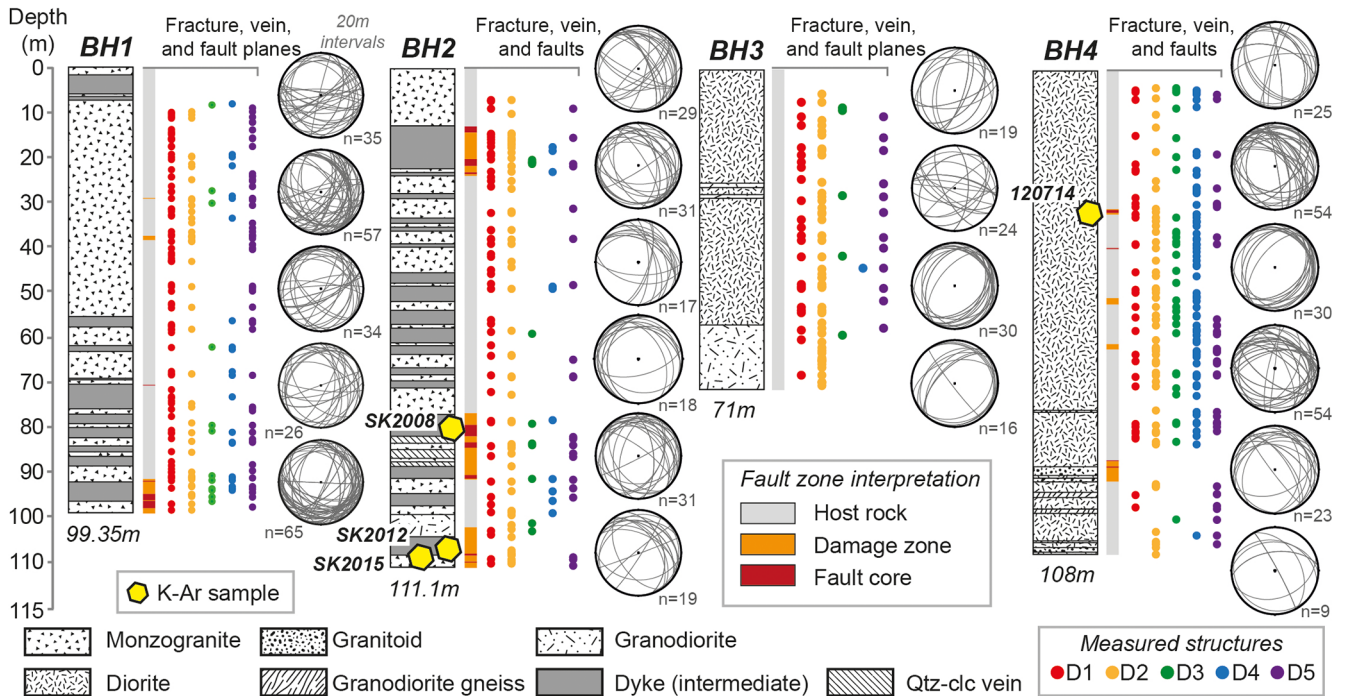 Depth
(m)
0
10
20
30
40
50
60
70
80
90
100
110
115
BH1
Fracture, vein,
and fault planes
20m
intervals
n=35
n=57
n=34
n=26
n=65
99.35m
BH2
Fracture, vein,
and faults
n=29
n=31
n=17
n=18
n=31
n=19
SK2008
SK2012
SK2015
111.1m
BH3
Fracture, vein,
and fault planes
n=19
n=24
n=30
n=16
71m
BH4
Fracture, vein,
and faults
120714
n=25
n=54
n=30
n=54
n=23
n=9
108m
K-Ar sample
Fault zone interpretation
Host rock
Damage zone
Fault core
Monzogranite
Granitoid
Granodiorite
Diorite
Granodiorite gneiss
Dyke (intermediate)
Qtz-clc vein
Measured structures
D1 D2 D3 D4 D5